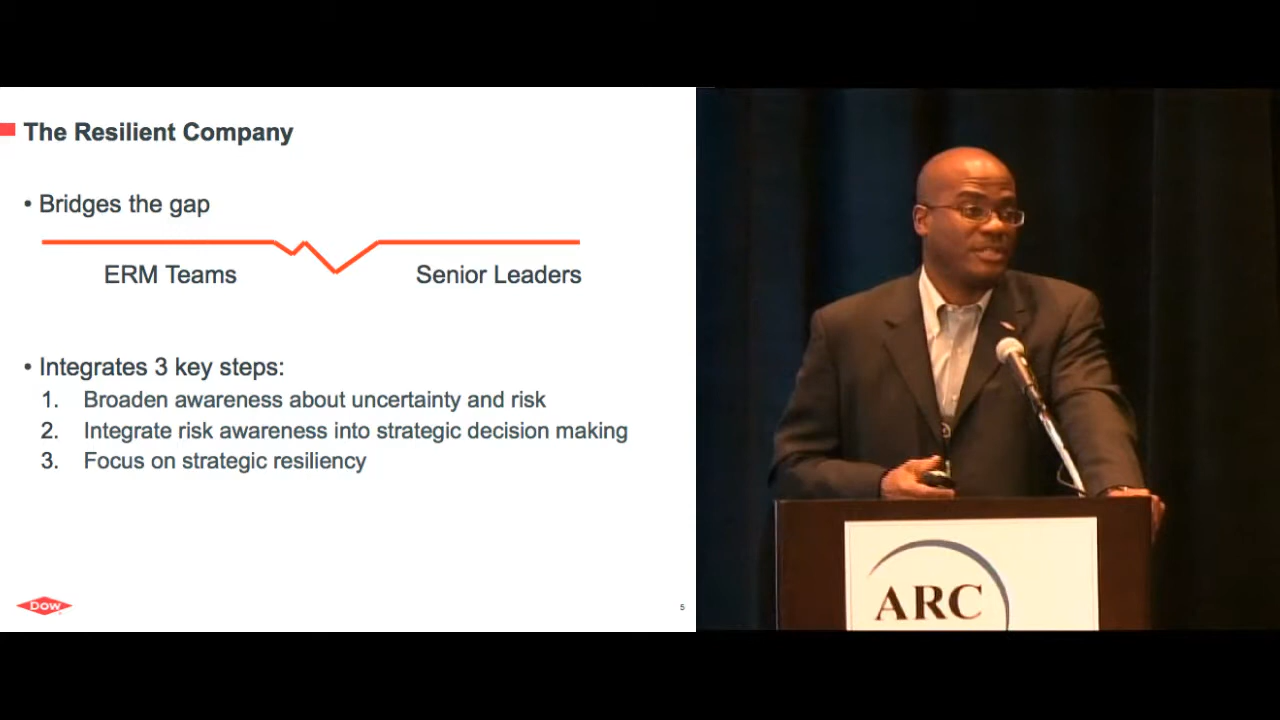 The Resilient Company
• Bridges the gap
ERM Teams
Senior Leaders
• Integrates 3 key steps:
1. Broaden awareness about uncertainty and risk
2. Integrate risk awareness into strategic decision making
3. Focus on strategic resiliency
Dow
5
ARC